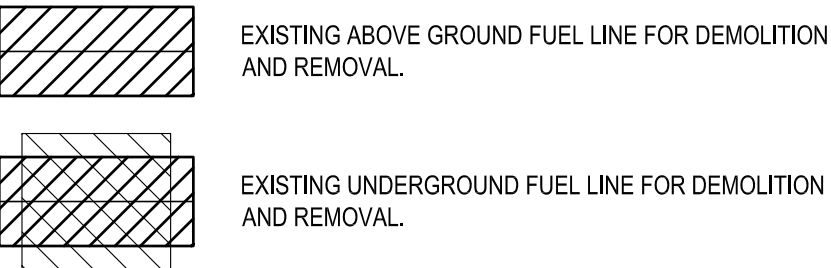 EXISTING ABOVE GROUND FUEL LINE FOR DEMOLITION
AND REMOVAL.
EXISTING UNDERGROUND FUEL LINE FOR DEMOLITION
AND REMOVAL.